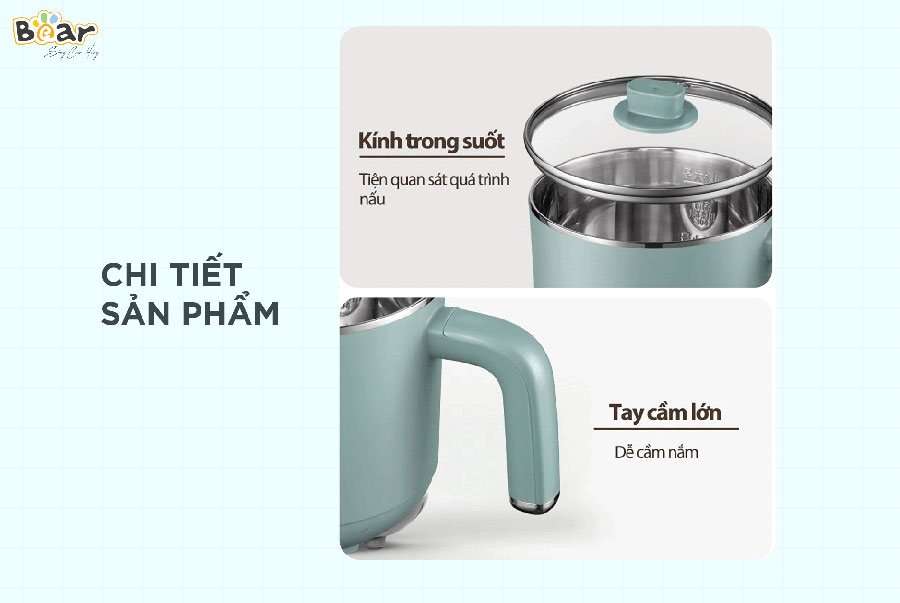 Bear
CHI TIẾT
SẢN PHẨM
Kính trong suốt
Tiện quan sát quá trình
nấu
Tay cầm lớn
Dễ cầm nắm